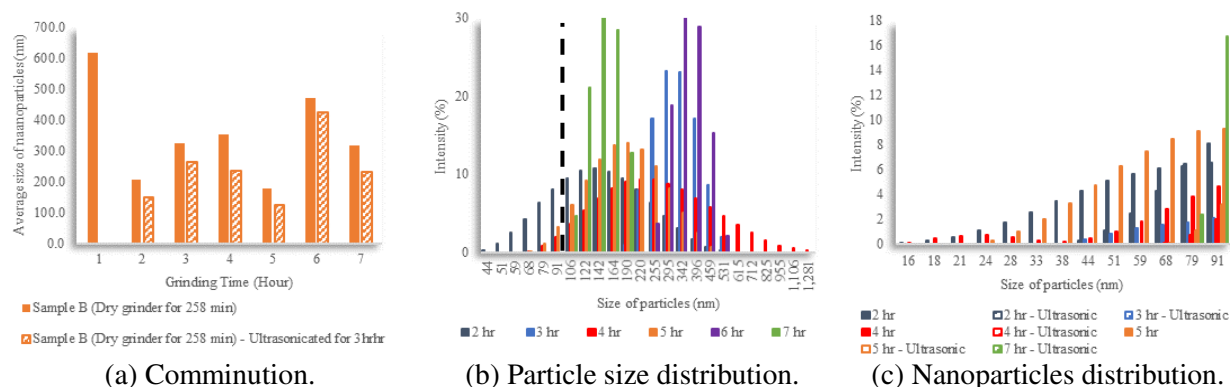 700.0
600.0
500.0
400.0
300.0
200.0
100.0
0.0
Average size of naanoparticles (nm)
1 2 3 4 5 6 7
Grinding Time (Hour)
Sample B (Dry grinder for 258 min)
Sample B (Dry grinder for 258 min) - Ultrasonicated for 3hrhr
(a) Comminution.
30
20
10
0
Intensity (%)
44 51 59 68 79 91 106 122 142 164 190 220 255 295 342 396 459 531 615 712 825 955 1,106 1,281
Size of particles (nm)
2 hr 3 hr 4 hr 5 hr 6 hr 7 hr
(b) Particle size distribution.
18
16
14
12
10
8
6
4
2
0
Intensity (%)
16 18 21 24 28 33 38 44 51 59 68 79 91
Size of particles (nm)
2 hr 2 hr - Ultrasonic 3 hr - Ultrasonic
4 hr 4 hr - Ultrasonic 5 hr
5 hr - Ultrasonic 7 hr - Ultrasonic
(c) Nanoparticles distribution.